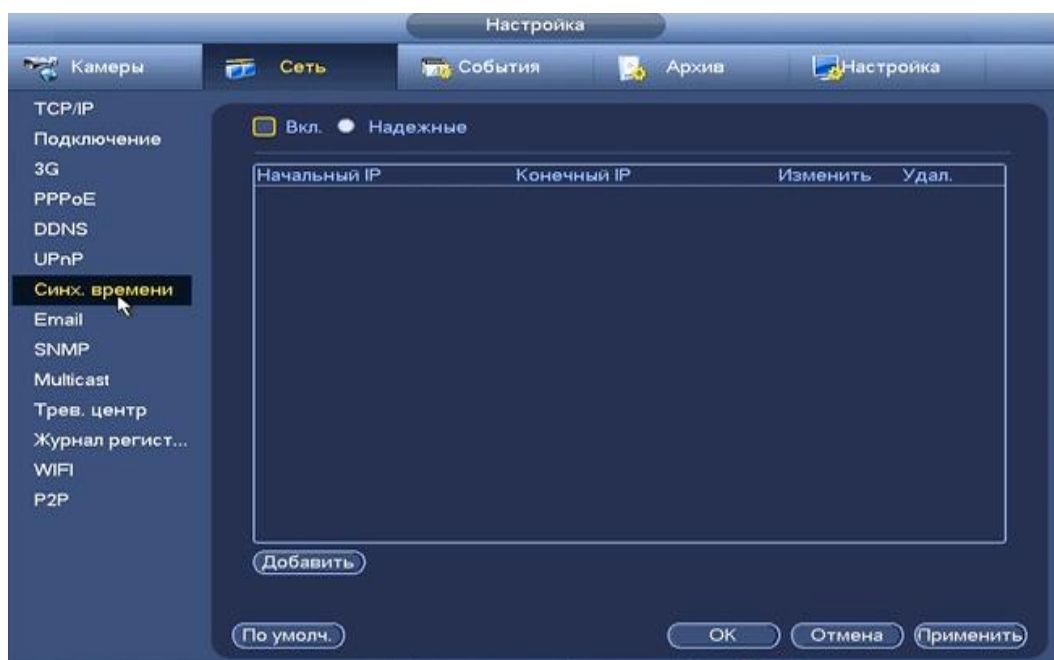 Настройка
Камеры Сеть События Архив Настройка
TCP/IP
Подключение
3G
PPPoE
DDNS
UPnP
Синх. времени
Email
SNMP
Multicast
Трев. центр
Журнал регист...
WIFI
P2P
Вкл. Надежные
Начальный IP Конечный IP Изменить Удал.
Добавить
По умолч. OK Отмена Применить